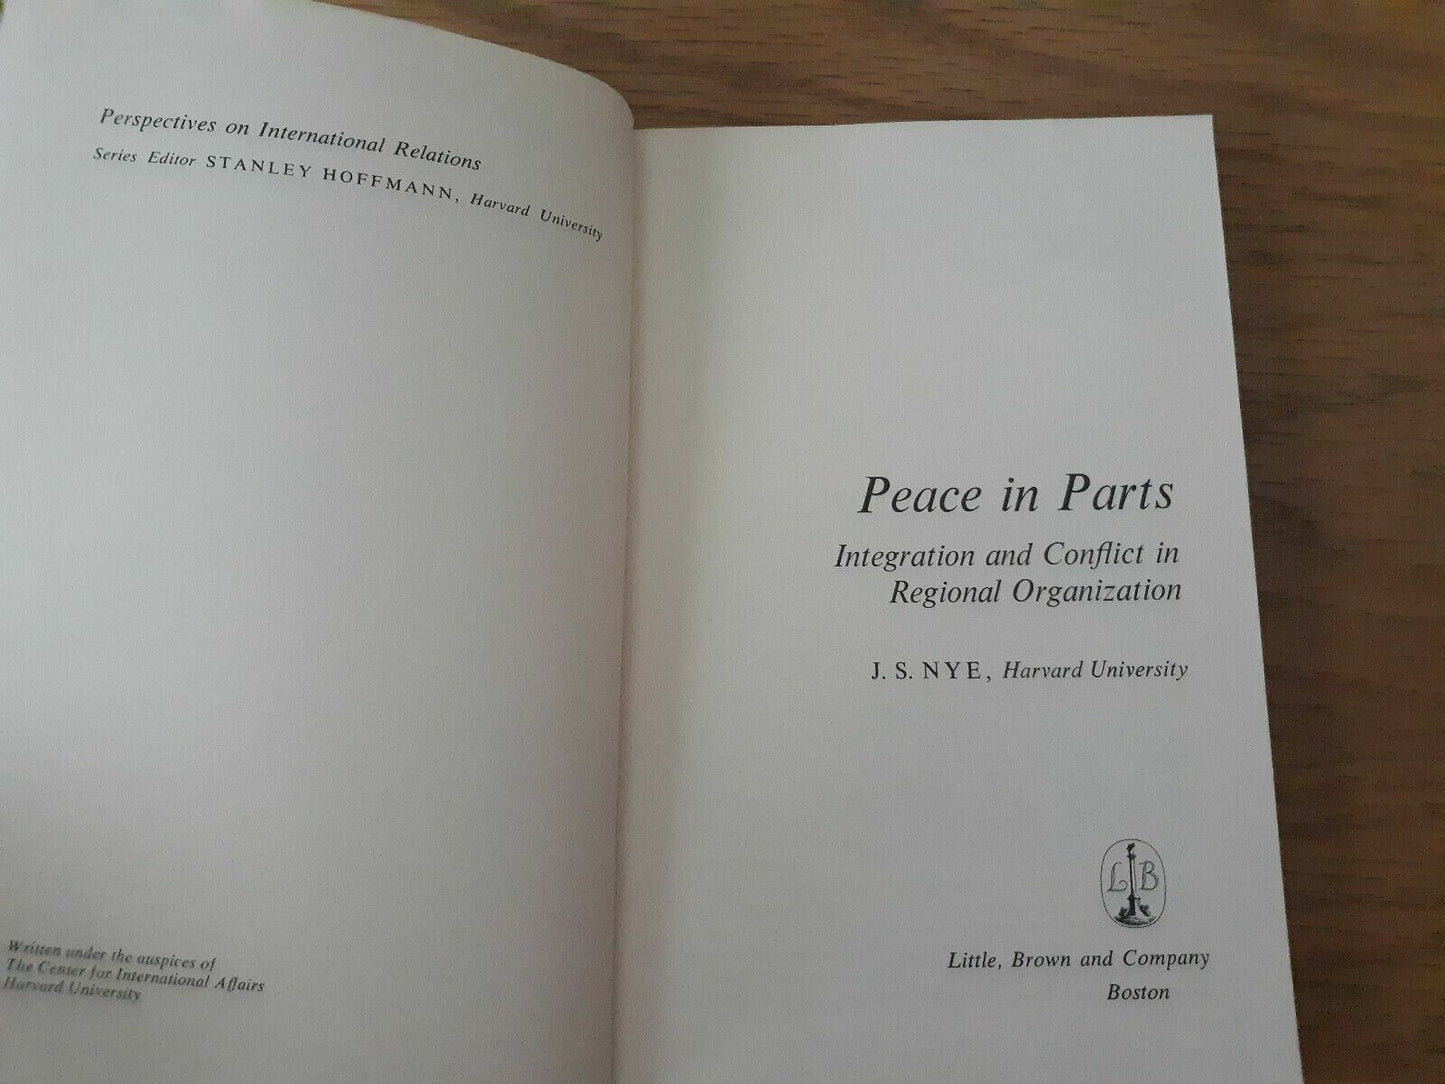 Perspectives on International Relations
Series Editor STANLEY HOFFMANN, Harvard University
Written under the auspices of
The Center for International Affairs
Harvard University
Peace in Parts
Integration and Conflict in
Regional Organization
J. S. NYE, Harvard University
L B
Little, Brown and Company
Boston